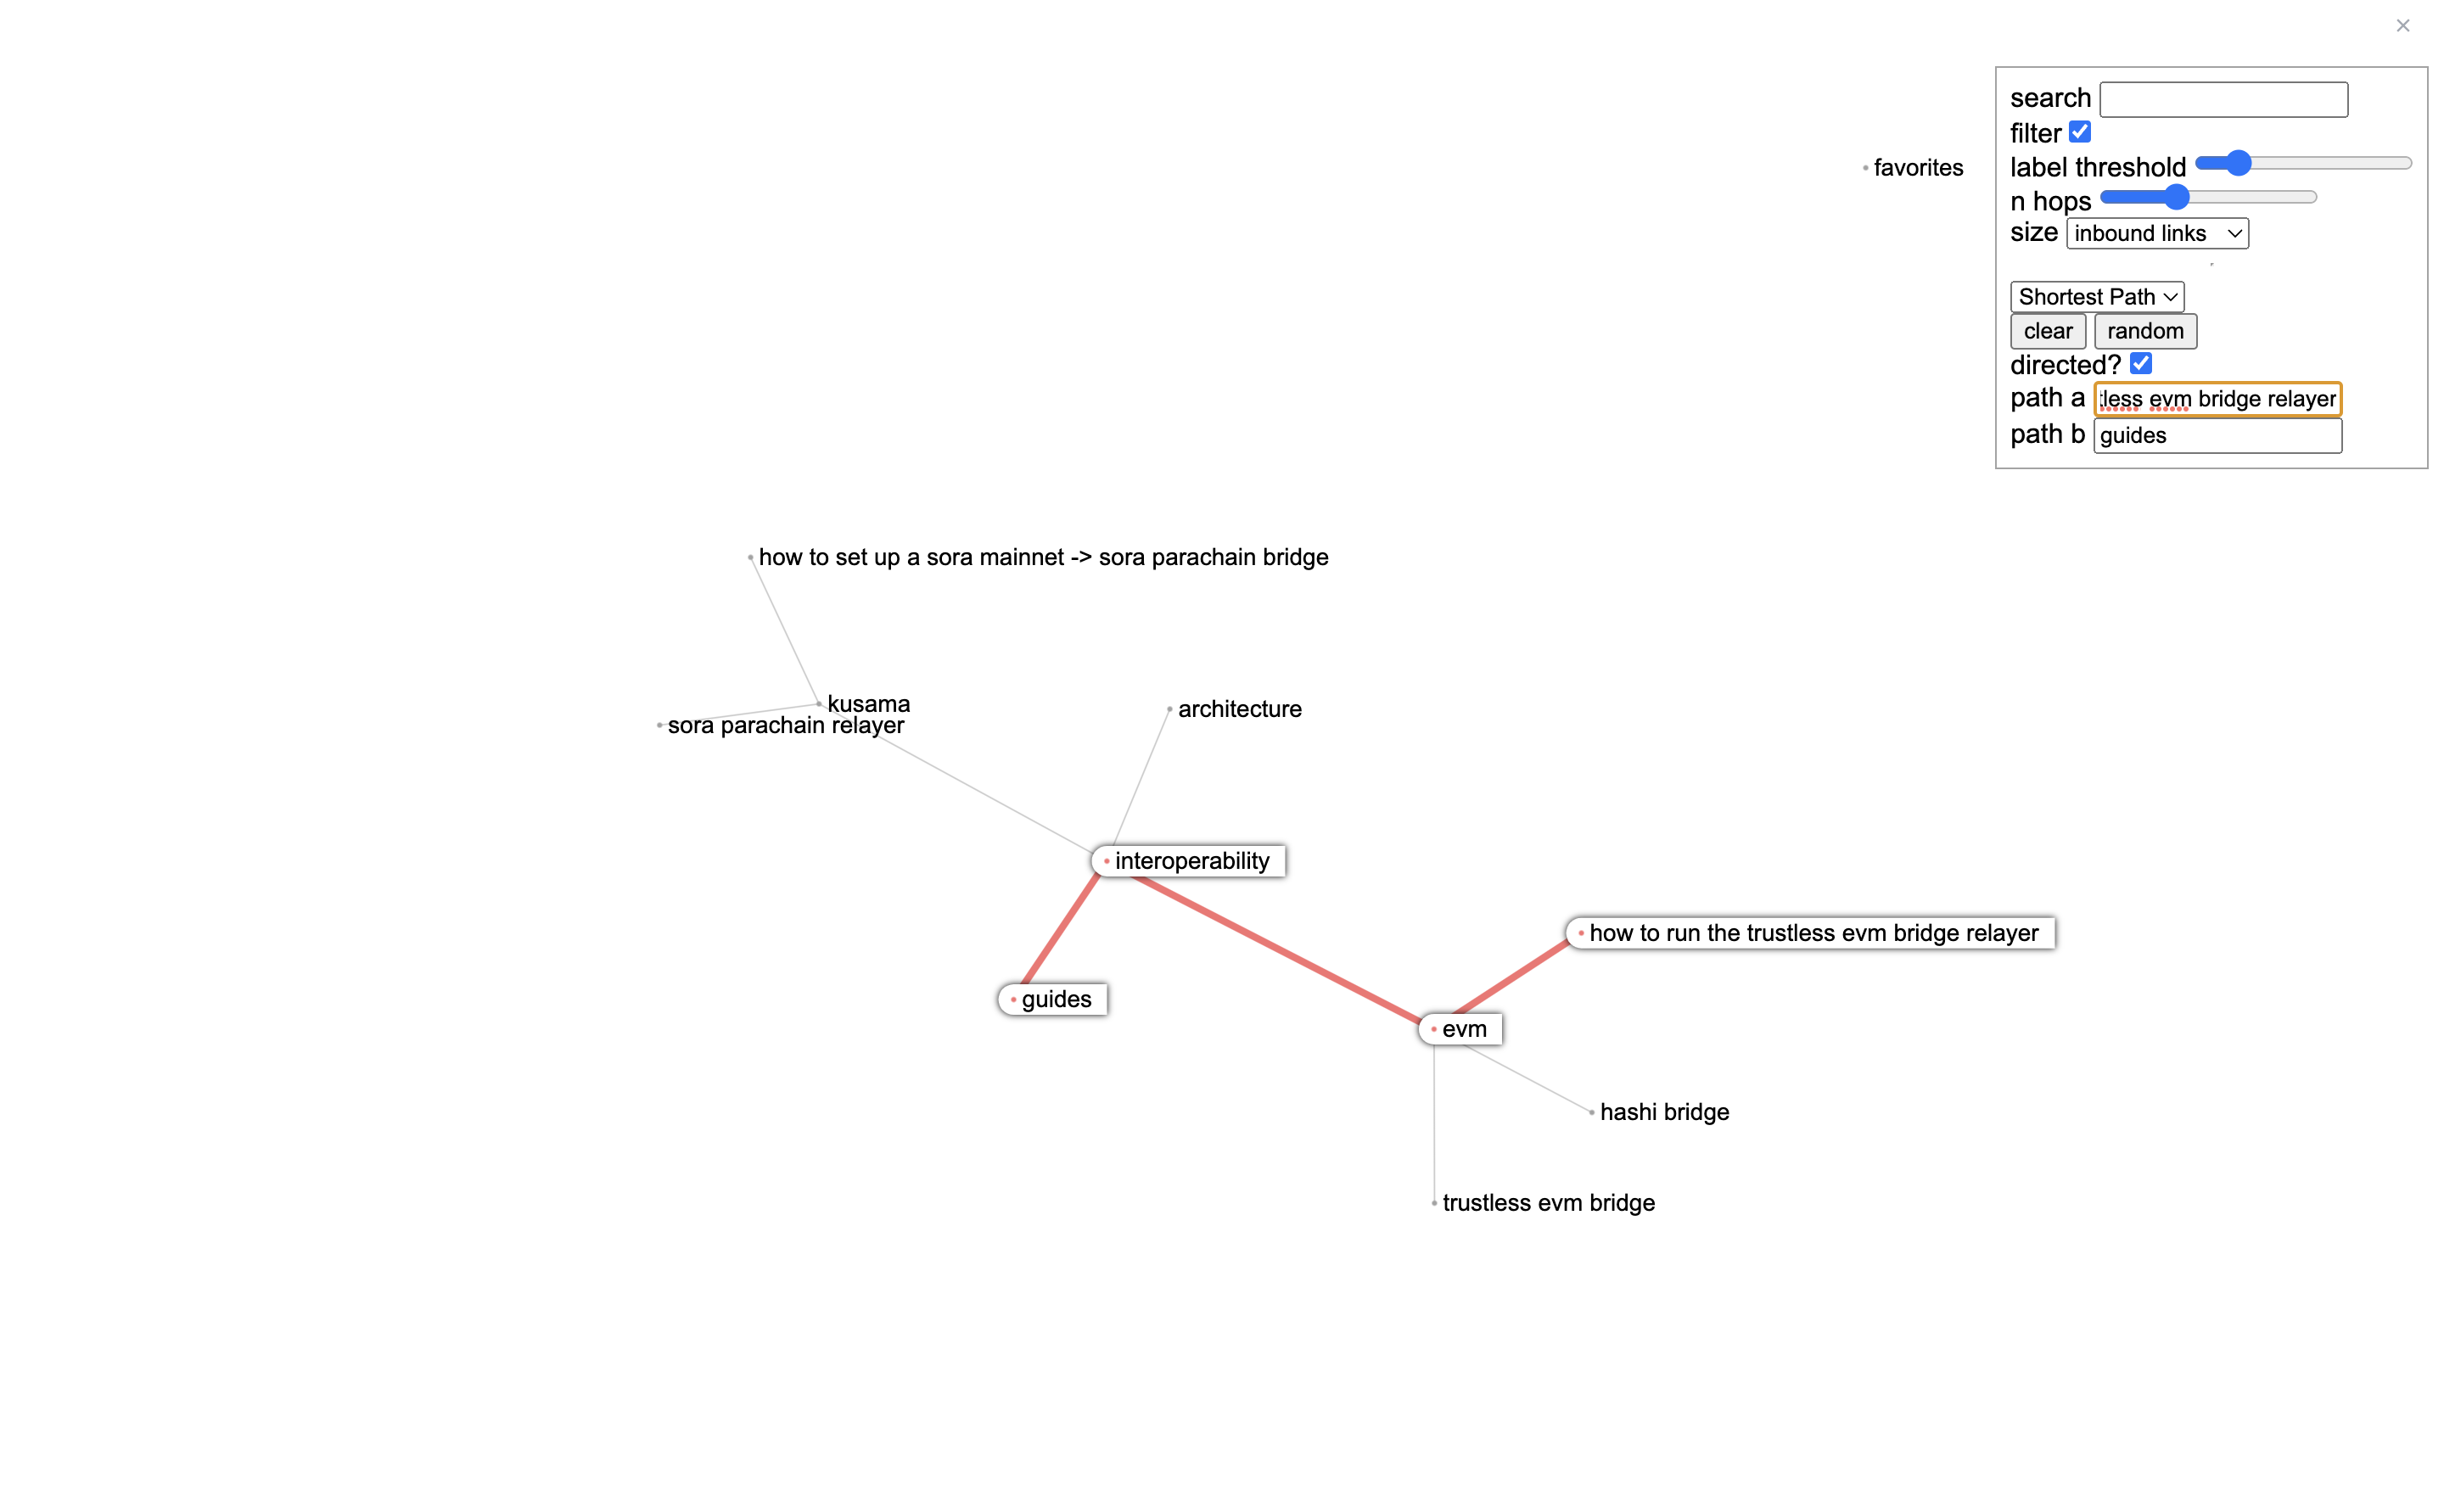 ×
search
filter
label threshold
n hops
size inbound links
Shortest Path
clear random
directed?
path a tless evm bridge relayer
path b guides
favorites
how to set up a sora mainnet -> sora parachain bridge
kusama
sora parachain relayer
architecture
interoperability
how to run the trustless evm bridge relayer
guides
evm
hashi bridge
trustless evm bridge